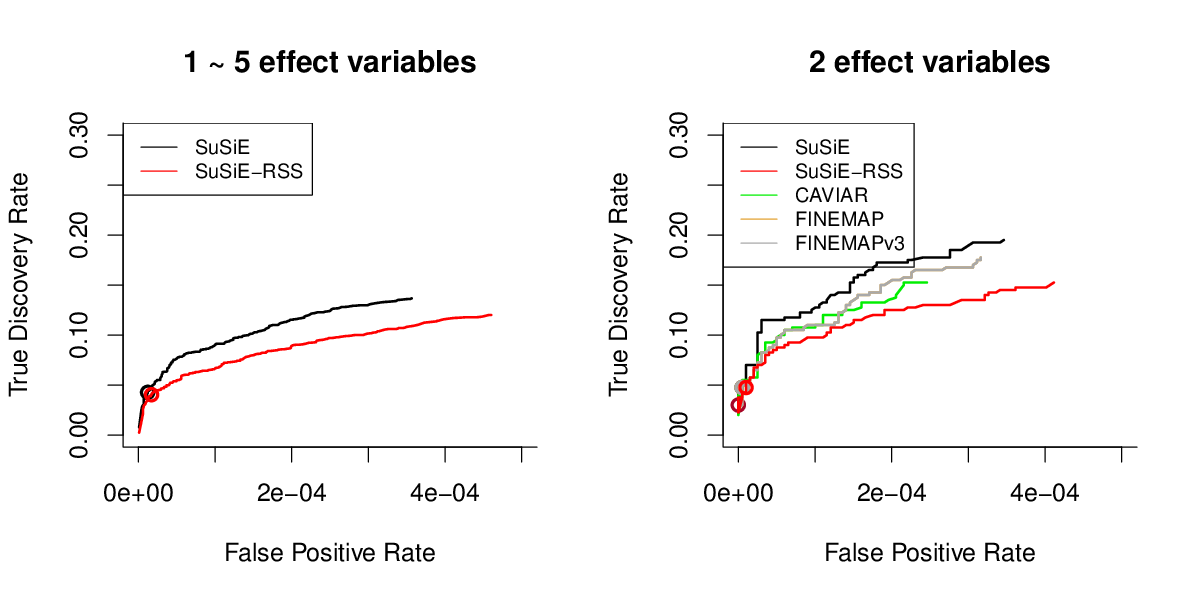 1 ~ 5 effect variables
True Discovery Rate
0.00 0.10 0.20 0.30
SuSiE
SuSiE−RSS
0e+00 2e−04 4e−04
False Positive Rate
2 effect variables
True Discovery Rate
0.00 0.10 0.20 0.30
SuSiE
SuSiE−RSS
CAVIAR
FINEMAP
FINEMAPv3
0e+00 2e−04 4e−04
False Positive Rate